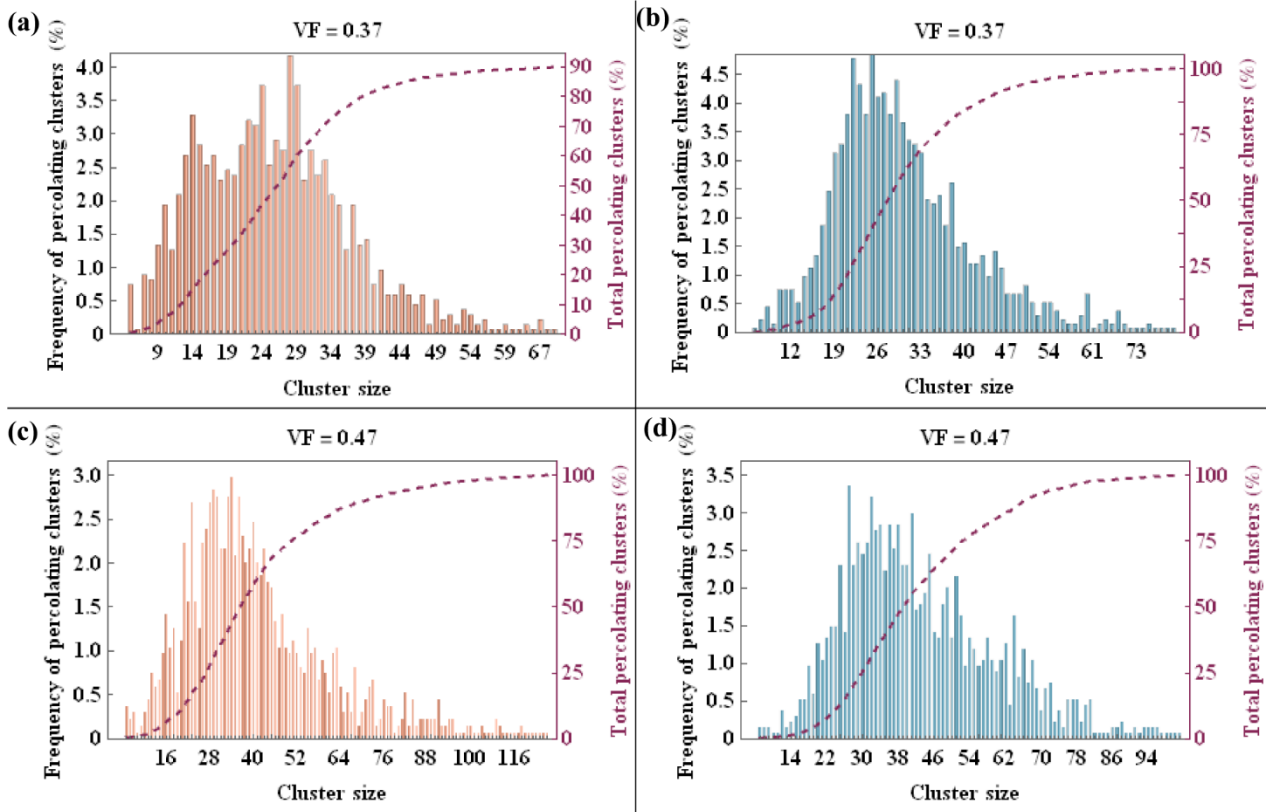 (a)
VF = 0.37
Frequency of percolating clusters (%)
4.0
3.5
3.0
2.5
2.0
1.5
1.0
0.5
0
90
80
70
60
50
40
30
20
10
0
Total percolating clusters (%)
9 14 19 24 29 34 39 44 49 54 59 67
Cluster size
(b)
VF = 0.37
Frequency of percolating clusters (%)
4.5
4.0
3.5
3.0
2.5
2.0
1.5
1.0
0.5
0
100
75
50
25
0
Total percolating clusters (%)
12 19 26 33 40 47 54 61 73
Cluster size
(c)
VF = 0.47
Frequency of percolating clusters (%)
3.0
2.5
2.0
1.5
1.0
0.5
0
100
75
50
25
0
Total percolating clusters (%)
16 28 40 52 64 76 88 100 116
Cluster size
(d)
VF = 0.47
Frequency of percolating clusters (%)
3.5
3.0
2.5
2.0
1.5
1.0
0.5
0
100
75
50
25
0
Total percolating clusters (%)
14 22 30 38 46 54 62 70 78 86 94
Cluster size